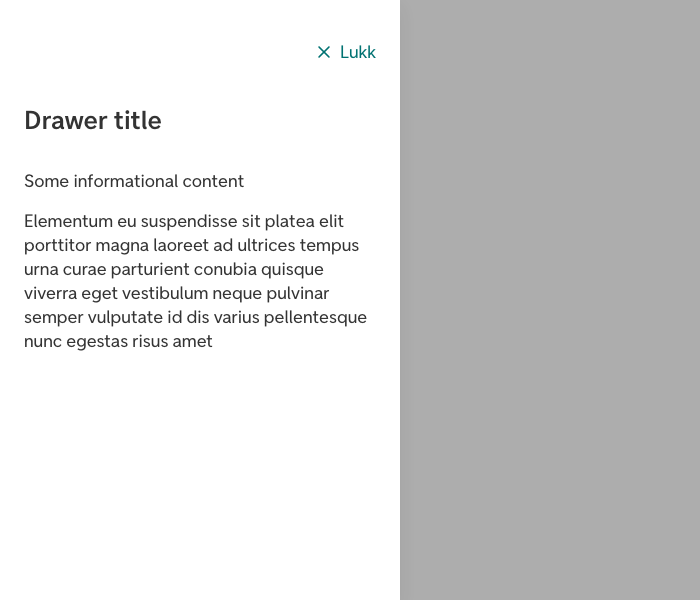 Lukk
Drawer title
Some informational content
Elementum eu suspendisse sit platea elit
porttitor magna laoreet ad ultrices tempus
urna curae parturient conubia quisque
viverra eget vestibulum neque pulvinar
semper vulputate id dis varius pellentesque
nunc egestas risus amet